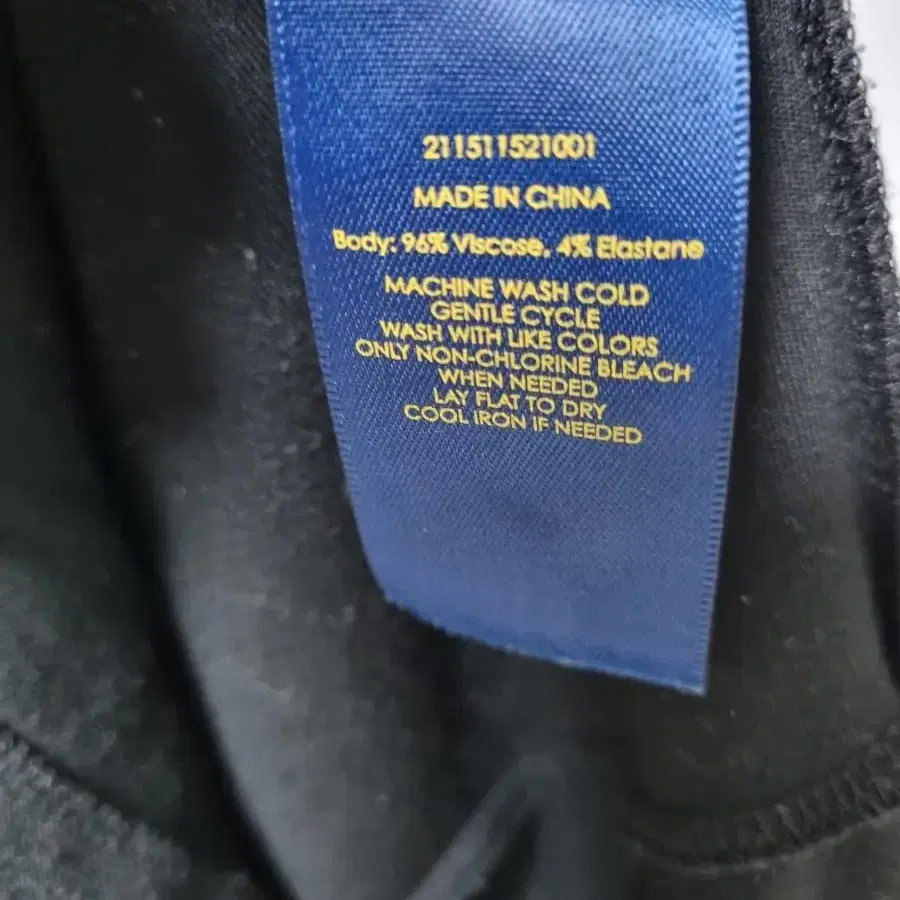 211511521001
MADE IN CHINA
Body: 96% Viscose, 4% Elastane
MACHINE WASH COLD
GENTLE CYCLE
WASH WITH LIKE COLORS
ONLY NON-CHLORINE BLEACH
WHEN NEEDED
LAY FLAT TO DRY
COOL IRON IF NEEDED